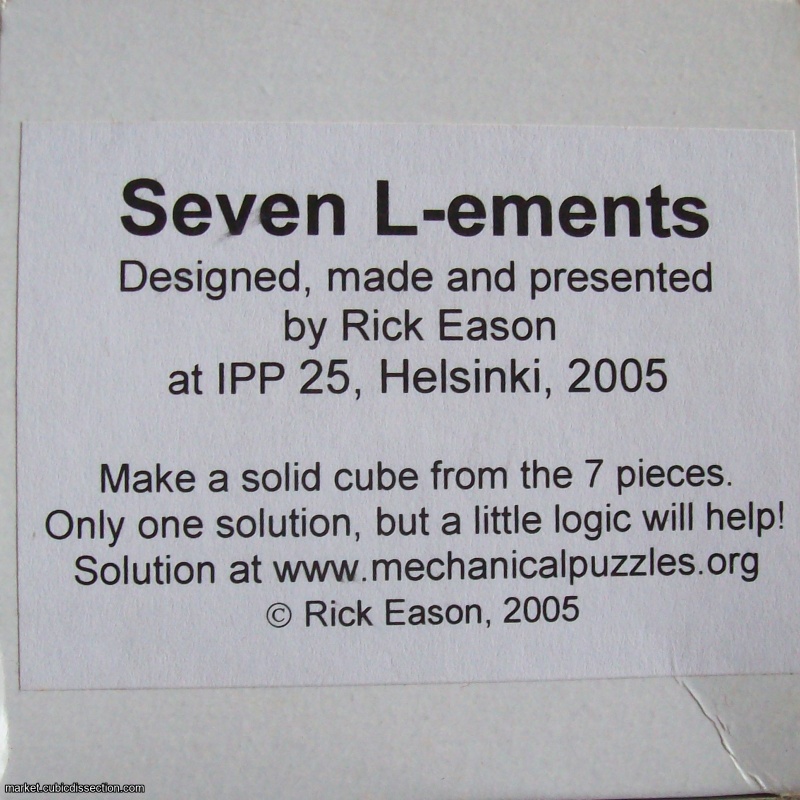 Seven L-ements
Designed, made and presented
by Rick Eason
at IPP 25, Helsinki, 2005
Make a solid cube from the 7 pieces.
Only one solution, but a little logic will help!
Solution at www.mechanicalpuzzles.org
© Rick Eason, 2005
market.cubicdissection.com